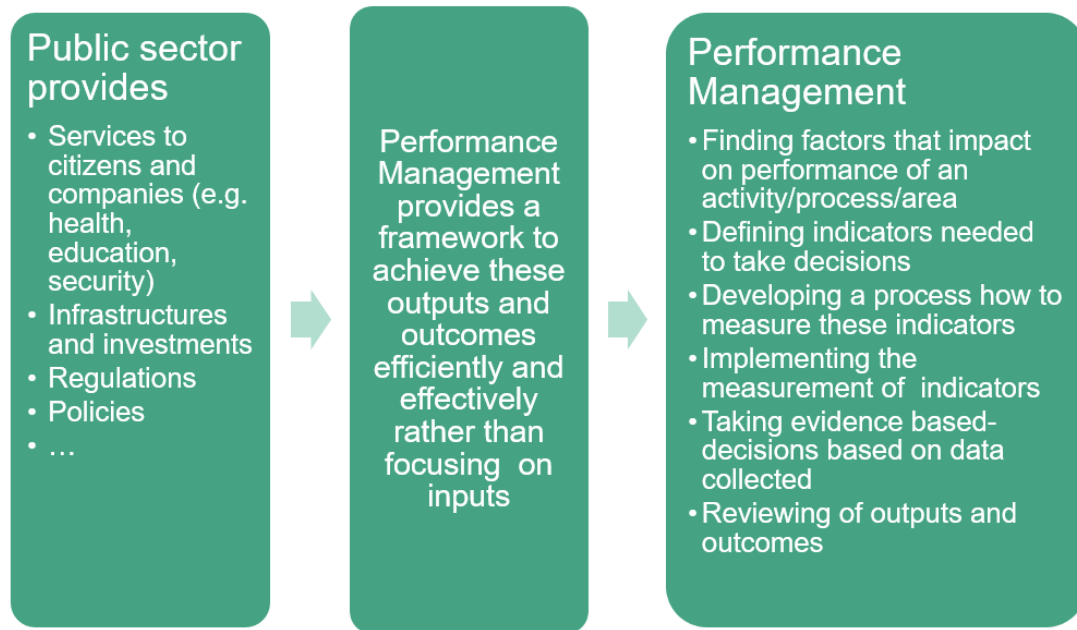 Public sector
provides
• Services to
citizens and
companies (e.g.
health,
education,
security)
• Infrastructures
and investments
• Regulations
• Policies
• …
Performance
Management
provides a
framework to
achieve these
outputs and
outcomes
efficiently and
effectively
rather than
focusing  on
inputs
Performance
Management
• Finding factors that impact
on performance of an
activity/process/area
• Defining indicators needed
to take decisions
• Developing a process how to
measure these indicators
• Implementing the
measurement of  indicators
• Taking evidence based-
decisions based on data
collected
• Reviewing of outputs and
outcomes